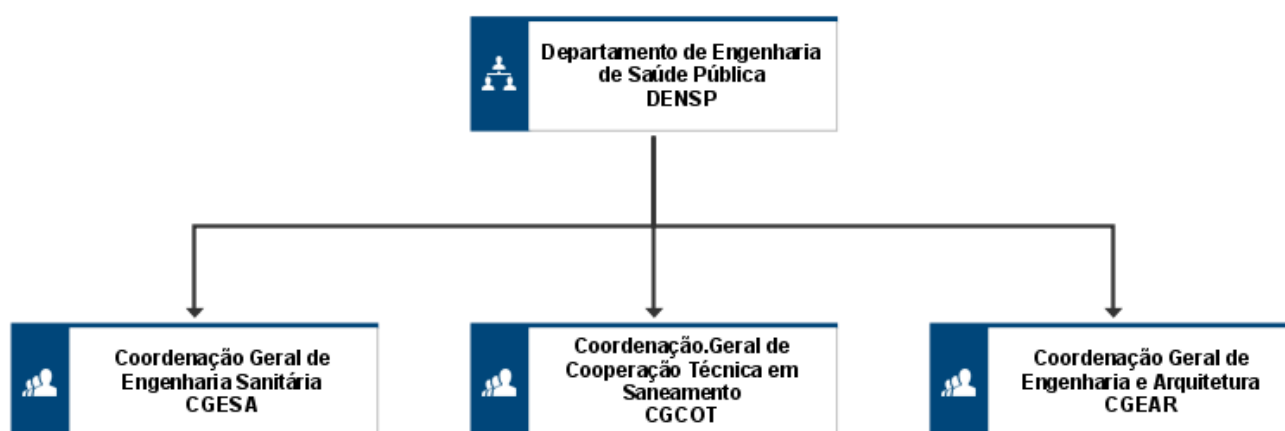 Departamento de Engenharia
de Saúde Pública
DENSP
Coordenação Geral de
Engenharia Sanitária
CGESA
Coordenação.Geral de
Cooperação Técnica em
Saneamento
CGCOT
Coordenação Geral de
Engenharia e Arquitetura
CGEAR